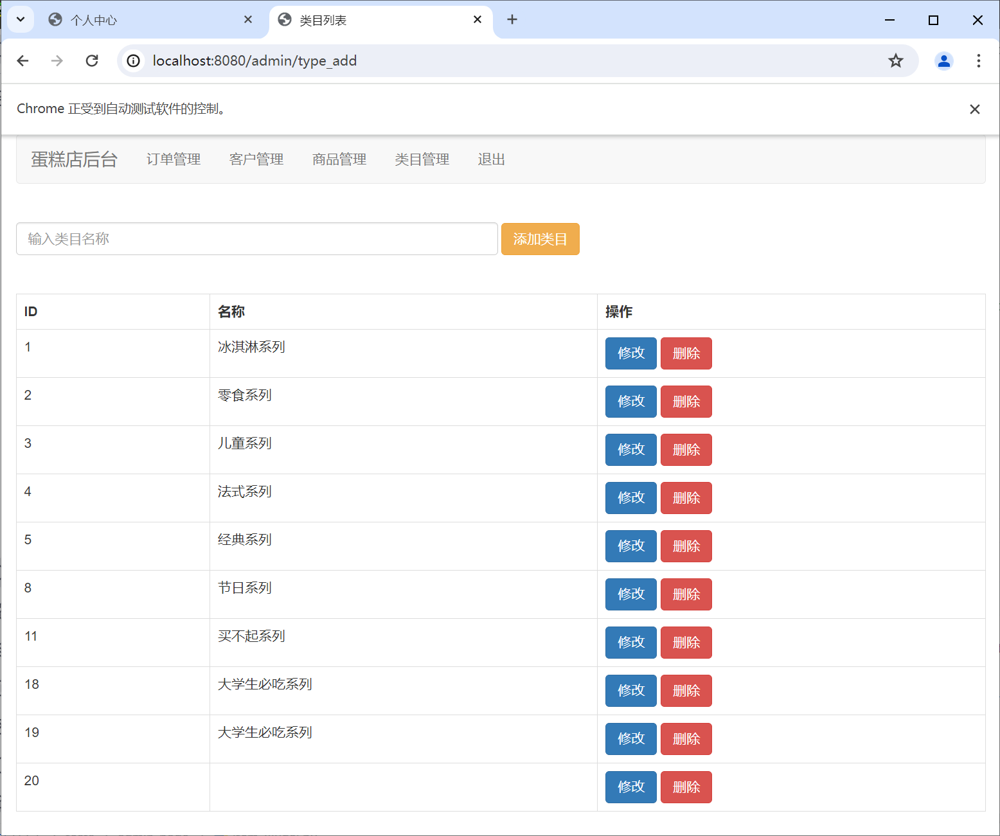 个人中心
类目列表
localhost:8080/admin/type_add
Chrome 正受到自动测试软件的控制。
蛋糕店后台 订单管理 客户管理 商品管理 类目管理 退出
输入类目名称 添加类目
ID 名称 操作
1 冰淇淋系列 修改 删除
2 零食系列 修改 删除
3 儿童系列 修改 删除
4 法式系列 修改 删除
5 经典系列 修改 删除
8 节日系列 修改 删除
11 买不起系列 修改 删除
18 大学生必吃系列 修改 删除
19 大学生必吃系列 修改 删除
20 修改 删除